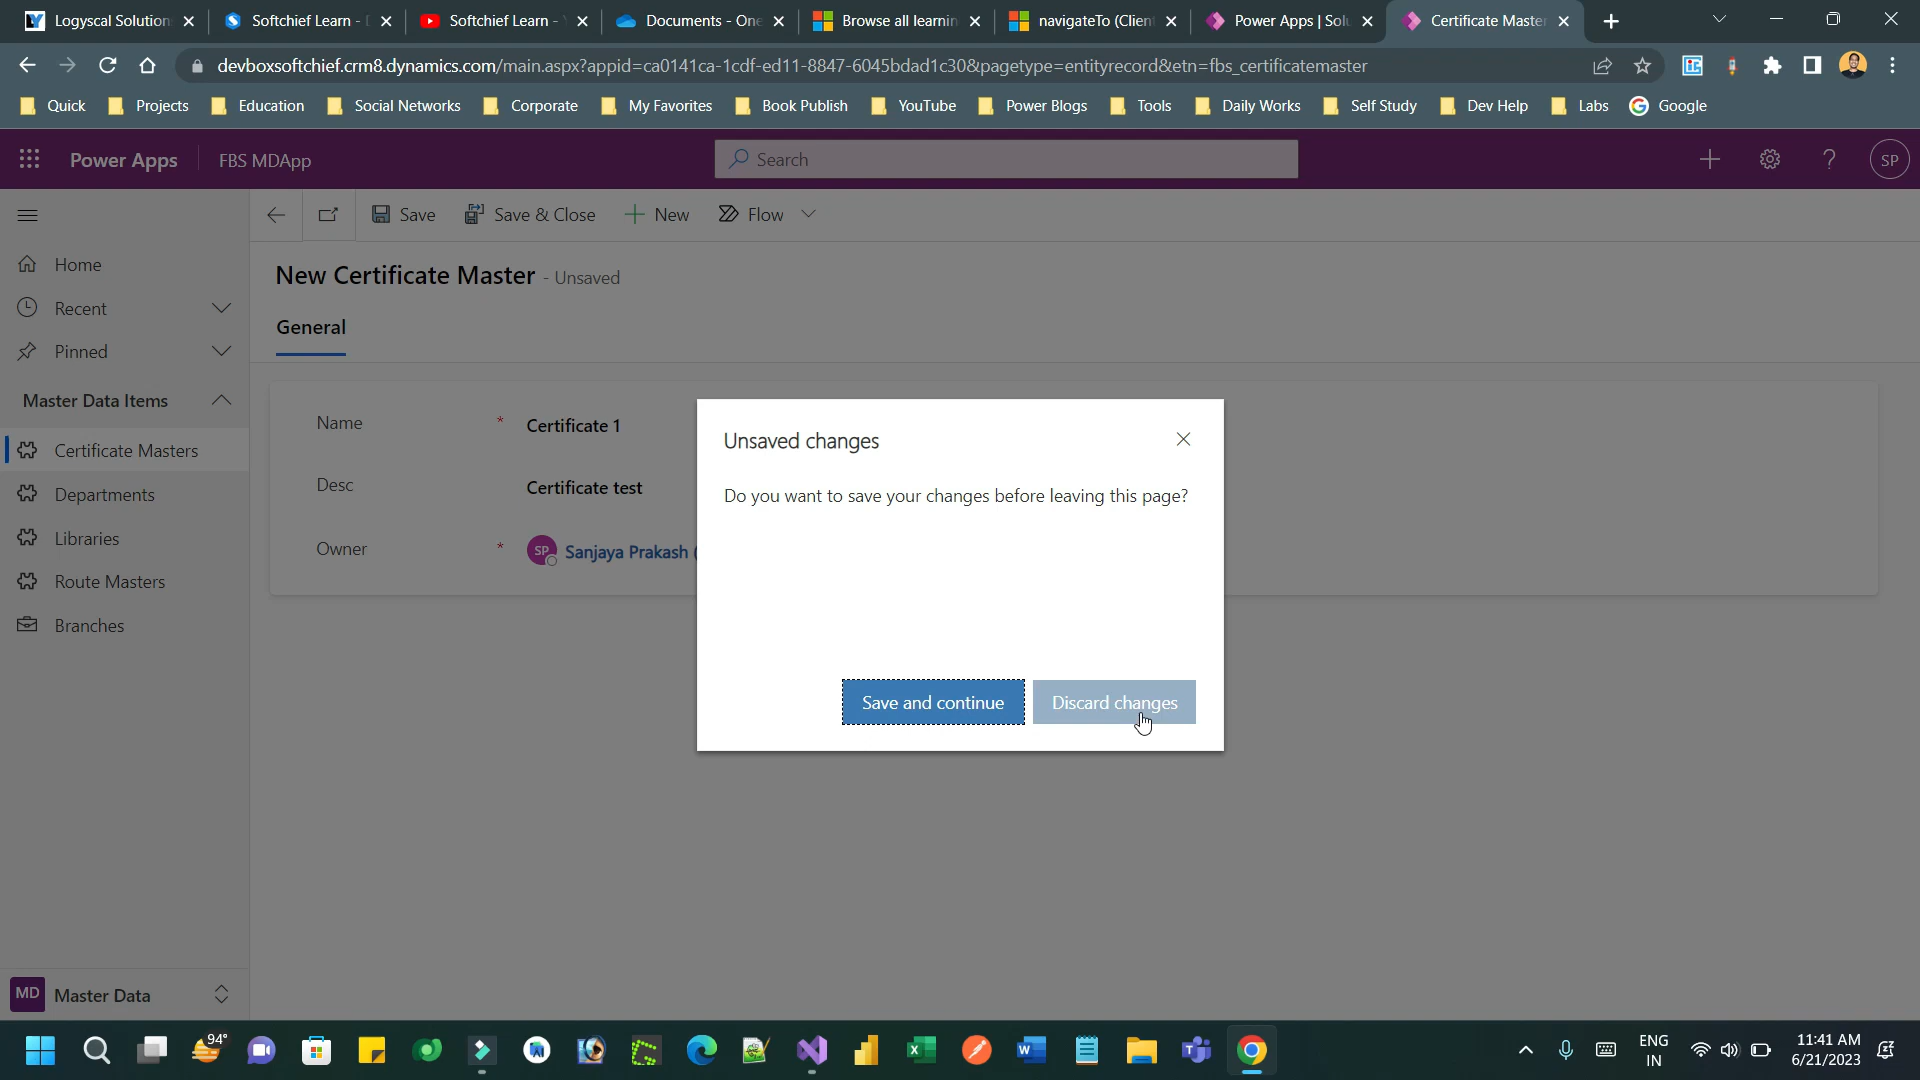 Logyscal Solution
Softchief Learn - D
Softchief Learn - Y
Documents - One
Browse all learnin
navigateTo (Client
Power Apps | Solu
Certificate Master
devboxsoftchief.crm8.dynamics.com/main.aspx?appid=ca0141ca-1cdf-ed11-8847-6045bdad1c30&pagetype=entityrecord&etn=fbs_certificatemaster
Quick
Projects
Education
Social Networks
Corporate
My Favorites
Book Publish
YouTube
Power Blogs
Tools
Daily Works
Self Study
Dev Help
Labs
Google
Power Apps
FBS MDApp
Search
SP
Save
Save & Close
New
Flow
Home
Recent
Pinned
Master Data Items
Certificate Masters
Departments
Libraries
Route Masters
Branches
MD Master Data
New Certificate Master - Unsaved
General
Name * Certificate 1
Desc Certificate test
Owner * SP Sanjaya Prakash (
Unsaved changes
Do you want to save your changes before leaving this page?
Save and continue
Discard changes
94°
ENG
IN
11:41 AM
6/21/2023